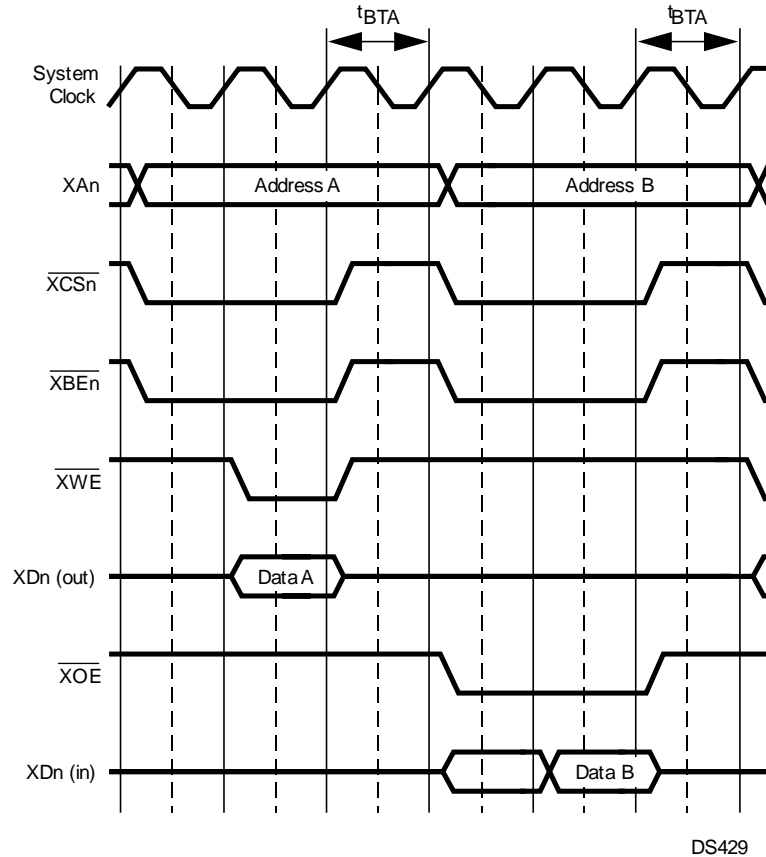 tBTA tBTA
System
Clock
XAn Address A Address B
XCSn
XBEn
XWE
XDn (out) Data A
XOE
XDn (in) Data B
DS429